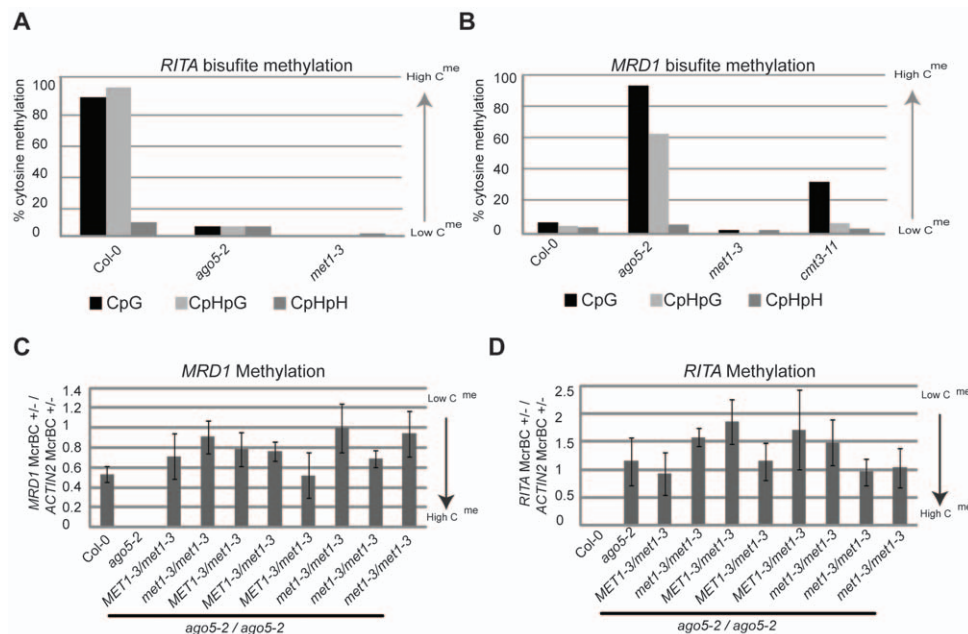 A
RITA bisufite methylation
% cytosine methylation
100
80
60
40
20
0
High C me
Low C me
Col-0
ago5-2
met1-3
CpG CpHpG CpHpH
B
MRD1 bisufite methylation
% cytosine methylation
100
80
60
40
20
0
High C me
Low C me
Col-0
ago5-2
met1-3
cmt3-11
CpG CpHpG CpHpH
C
MRD1 Methylation
MRD1 McrBC +/- /
ACTIN2 McrBC +/-
1.4
1.2
1
0.8
0.6
0.4
0.2
0
Low C me
High C me
Col-0
ago5-2
MET1-3/met1-3
met1-3/met1-3
MET1-3/met1-3
MET1-3/met1-3
MET1-3/met1-3
met1-3/met1-3
met1-3/met1-3
met1-3/met1-3
ago5-2 / ago5-2
D
RITA Methylation
RITA McrBC +/- /
ACTIN2 McrBC +/-
2.5
2
1.5
1
0.5
0
Low C me
High C me
Col-0
ago5-2
MET1-3/met1-3
met1-3/met1-3
MET1-3/met1-3
MET1-3/met1-3
MET1-3/met1-3
met1-3/met1-3
met1-3/met1-3
met1-3/met1-3
ago5-2 / ago5-2